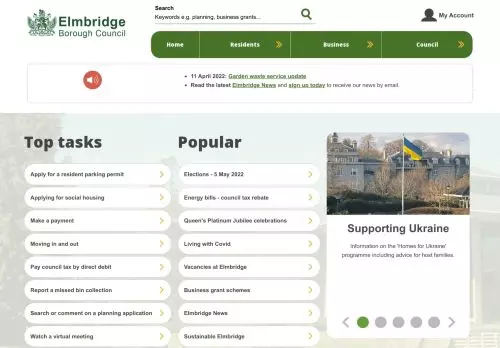 Elmbridge
Borough Council
Search
Keywords e.g. planning, business grants...
My Account
Home
Residents
Business
Council
11 April 2022: Garden waste service update
Read the latest Elmbridge News and sign us today to receive our news by email.
Top tasks
Apply for a resident parking permit
Applying for social housing
Make a payment
Moving in and out
Pay council tax by direct debit
Report a missed bin collection
Search or comment on a planning application
Watch a virtual meeting
Popular
Elections - 5 May 2022
Energy bills - council tax rebate
Queen's Platinum Jubilee celebrations
Living with Covid
Vacancies at Elmbridge
Business grant schemes
Elmbridge News
Sustainable Elmbridge
Supporting Ukraine
Information on the 'Homes for Ukraine'
programme including advice for host families.